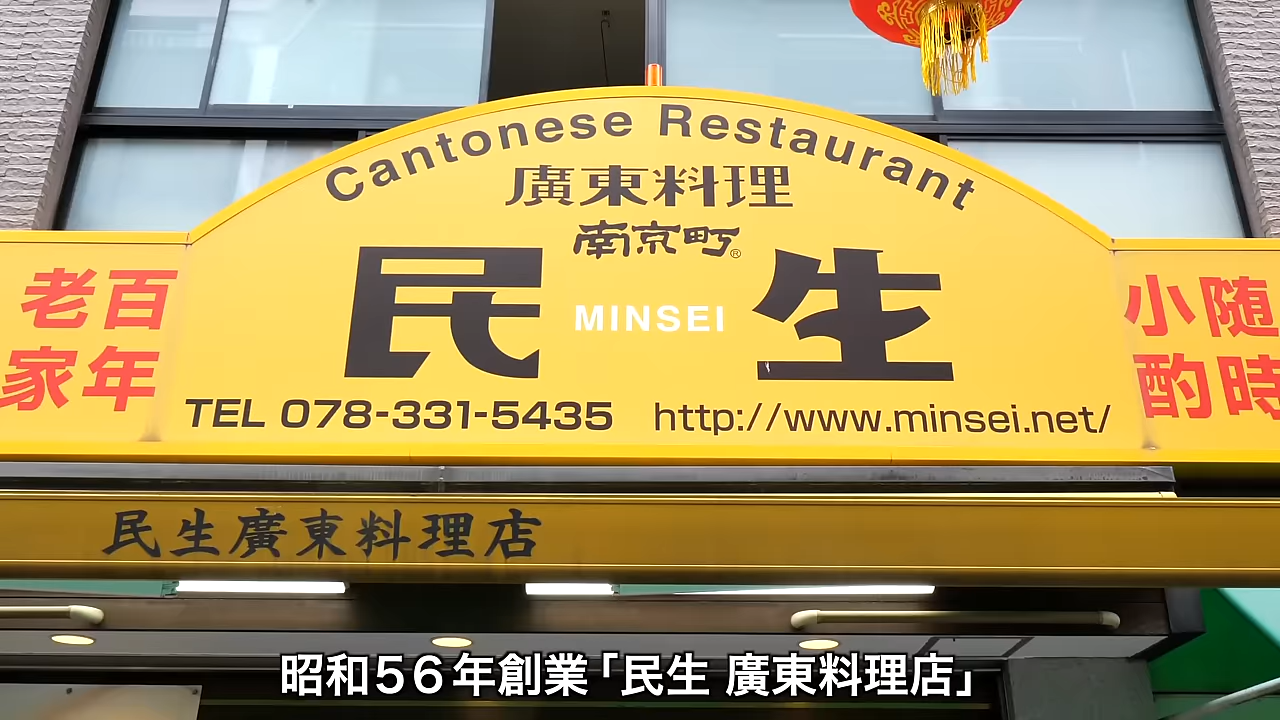 Cantonese Restaurant
廣東料理
南京町®
民生
MINSEI
TEL 078-331-5435 http://www.minsei.net/
老百
家年
小随
酌時
民生廣東料理店
昭和56年創業「民生 廣東料理店」